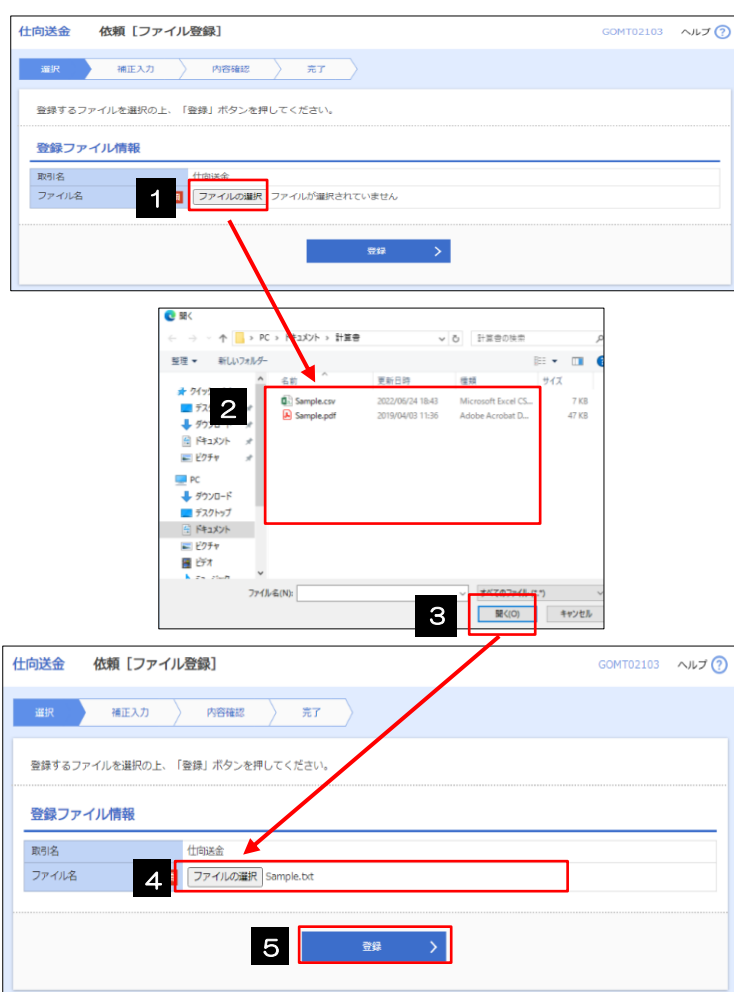 仕向送金 依頼［ファイル登録］ GOMT02103 ヘルプ ?
選択 補正入力 内容確認 完了
登録するファイルを選択の上、「登録」ボタンを押してください。
登録ファイル情報
取引名 仕向送金
ファイル名 1 ファイルの選択 ファイルが選択されていません
登録
開く
PC ドキュメント 計算書 計算書の検索
整理 新しいフォルダー
名前 更新日時 種類 サイズ
2
Sample.csv 2022/06/24 18:43 Microsoft Excel CS... 7 KB
Sample.pdf 2019/04/03 11:36 Adobe Acrobat D... 47 KB
ドキュメント
ピクチャ
PC
ダウンロード
デスクトップ
ドキュメント
ピクチャ
ビデオ
ファイル名(N): すべてのファイル (*.*)
3 開く(O) キャンセル
仕向送金 依頼［ファイル登録］ GOMT02103 ヘルプ ?
選択 補正入力 内容確認 完了
登録するファイルを選択の上、「登録」ボタンを押してください。
登録ファイル情報
取引名 仕向送金
ファイル名 4 ファイルの選択 Sample.txt
5 登録